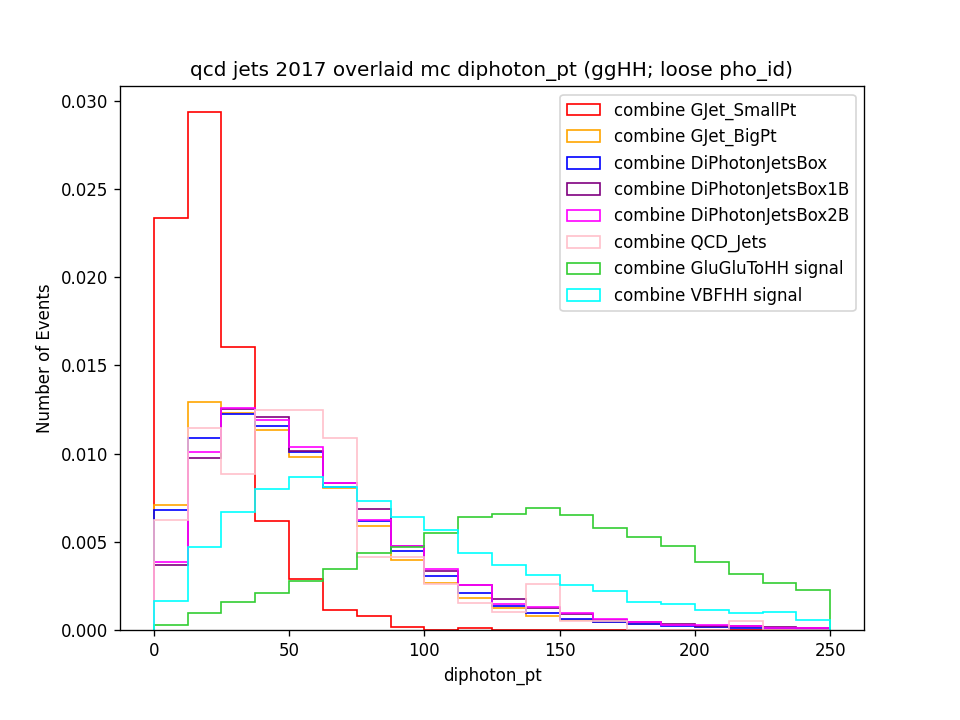 qcd jets 2017 overlaid mc diphoton_pt (ggHH; loose pho_id)
combine GJet_SmallPt
combine GJet_BigPt
combine DiPhotonJetsBox
combine DiPhotonJetsBox1B
combine DiPhotonJetsBox2B
combine QCD_Jets
combine GluGluToHH signal
combine VBFHH signal
Number of Events
0.030
0.025
0.020
0.015
0.010
0.005
0.000
0 50 100 150 200 250
diphoton_pt